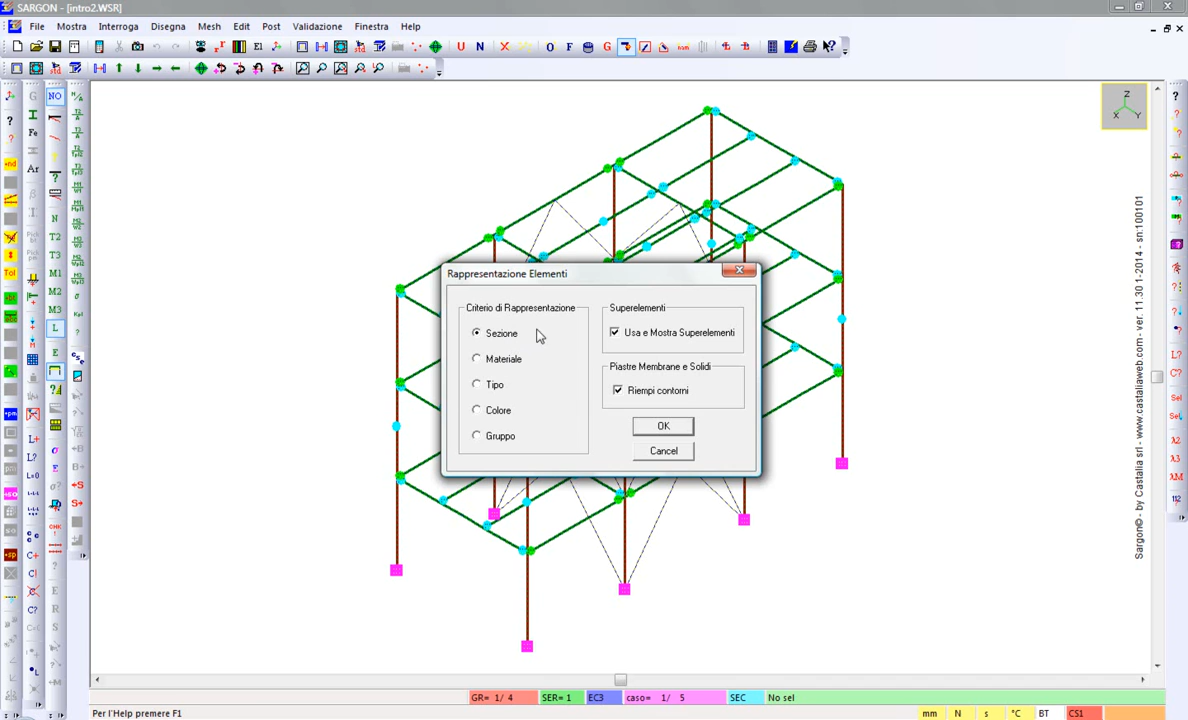 SARGON - [intro2.WSR]
File Mostra Interroga Disegna Mesh Edit Post Validazione Finestra Help
Rappresentazione Elementi
Criterio di Rappresentazione
Sezione
Materiale
Tipo
Colore
Gruppo
Superelementi
Usa e Mostra Superelementi
Piastre Membrane e Solidi
Riempi contorni
OK
Cancel
Z
X Y
Sargon© - by Castalia srl - www.castaliaweb.com - ver. 11.30 1-2014 - sn:100101
GR= 1/ 4 SER= 1 EC3 caso= 1/ 5 SEC No sel
Per l'Help premere F1
mm N s °C BT CS1